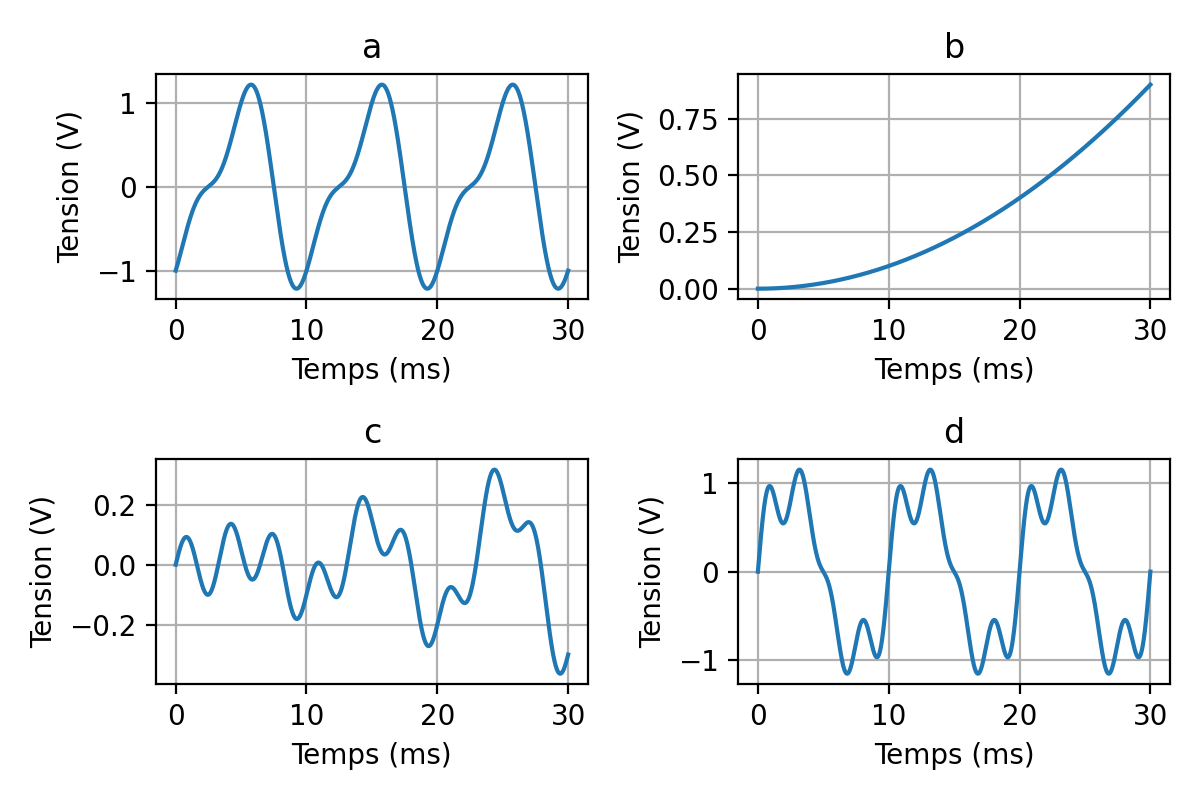 a
Tension (V)
1
0
−1
0 10 20 30
Temps (ms)
b
Tension (V)
0.75
0.50
0.25
0.00
0 10 20 30
Temps (ms)
c
Tension (V)
0.2
0.0
−0.2
0 10 20 30
Temps (ms)
d
Tension (V)
1
0
−1
0 10 20 30
Temps (ms)